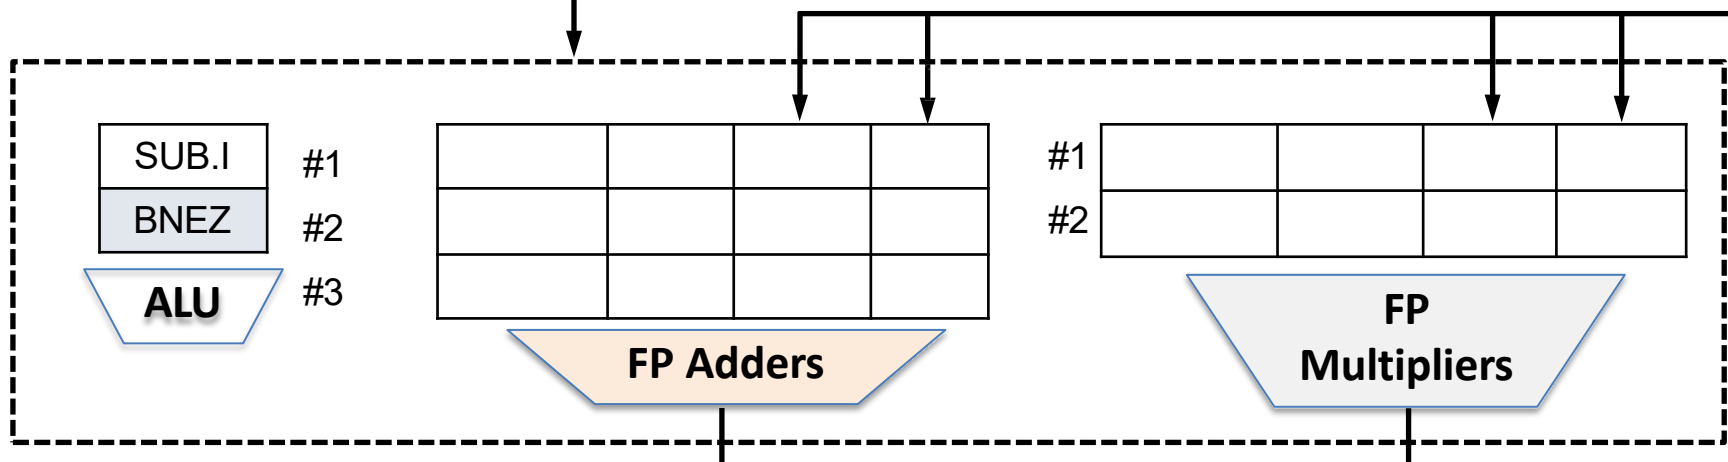 SUB.I
#1
#1
BNEZ
#2
#2
ALU
#3
FP Adders
FP
Multipliers